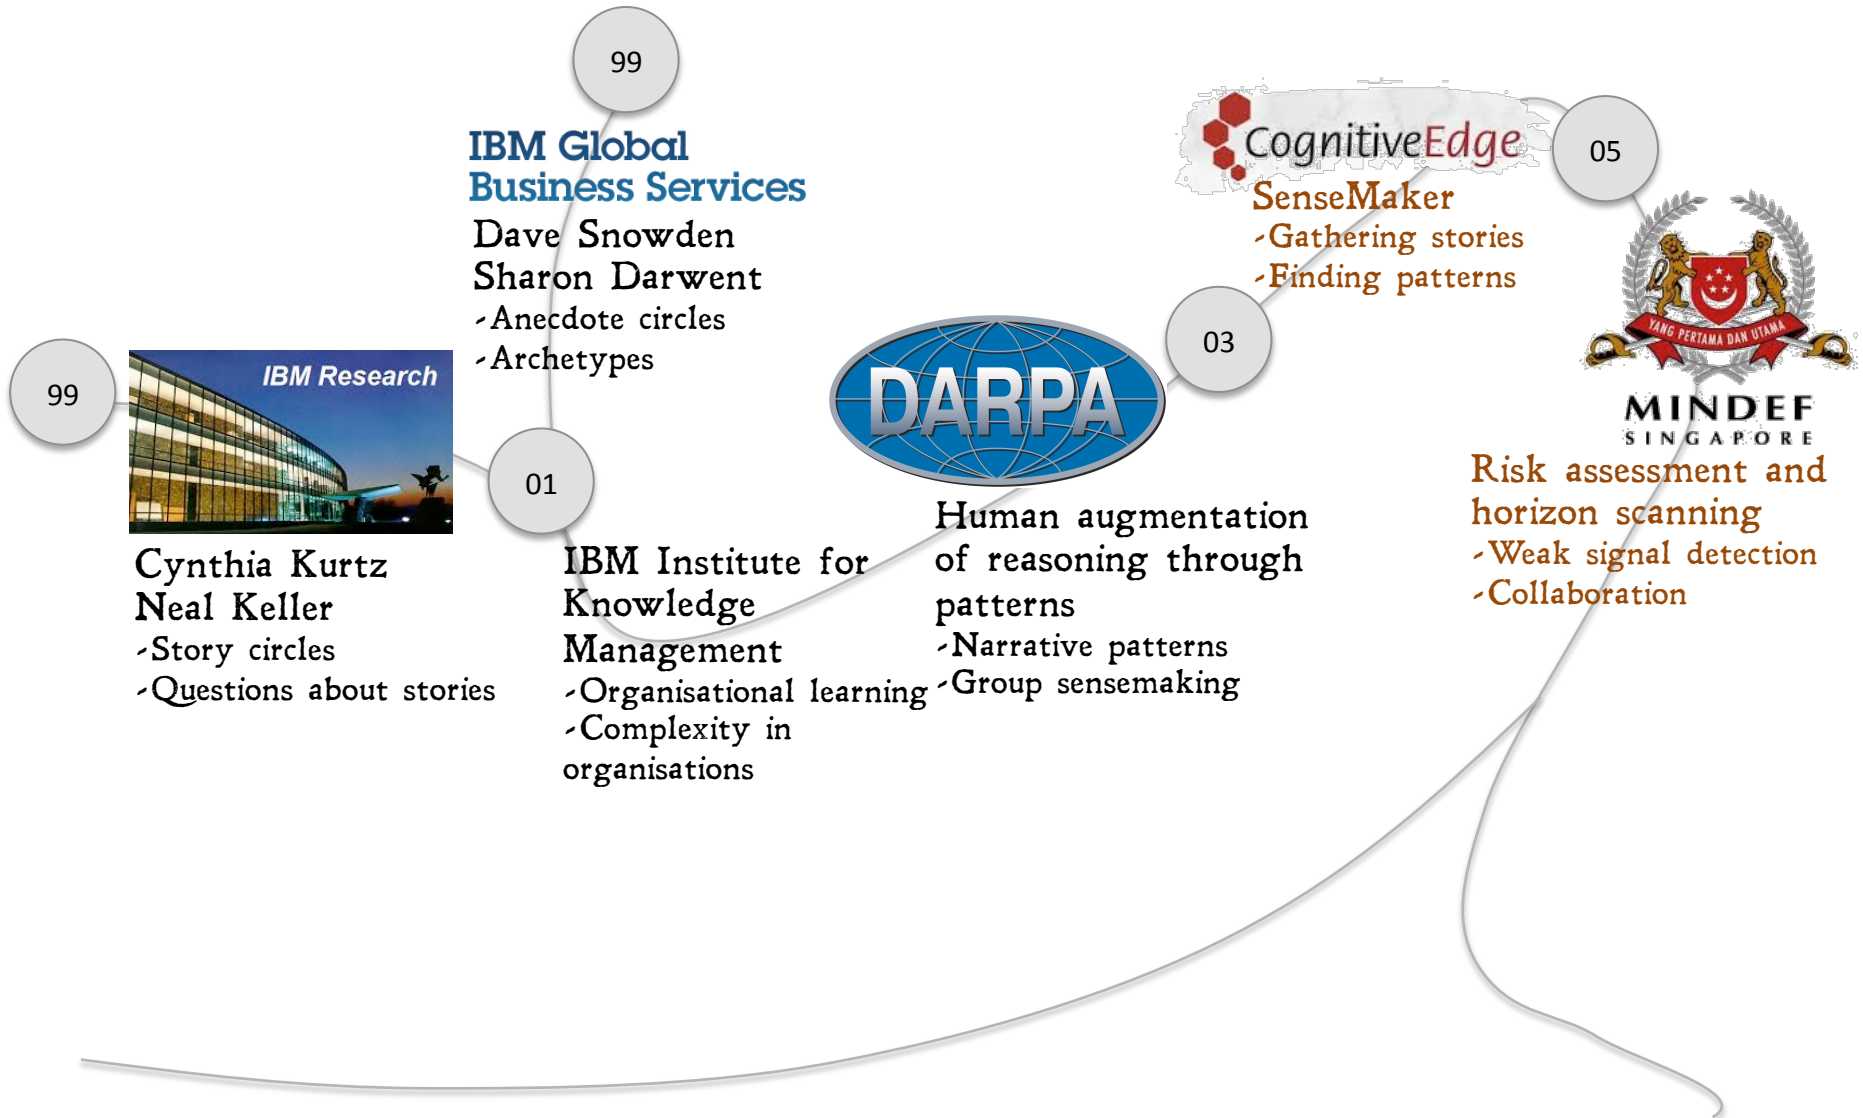 99
IBM Research
Cynthia Kurtz
Neal Keller
-Story circles
-Questions about stories
99
IBM Global
Business Services
Dave Snowden
Sharon Darwent
-Anecdote circles
-Archetypes
01
IBM Institute for
Knowledge
Management
-Organisational learning
-Complexity in
organisations
DARPA
Human augmentation
of reasoning through
patterns
-Narrative patterns
-Group sensemaking
03
CognitiveEdge
SenseMaker
-Gathering stories
-Finding patterns
05
YANG PERTAMA DAN UTAMA
MINDEF
SINGAPORE
Risk assessment and
horizon scanning
-Weak signal detection
-Collaboration